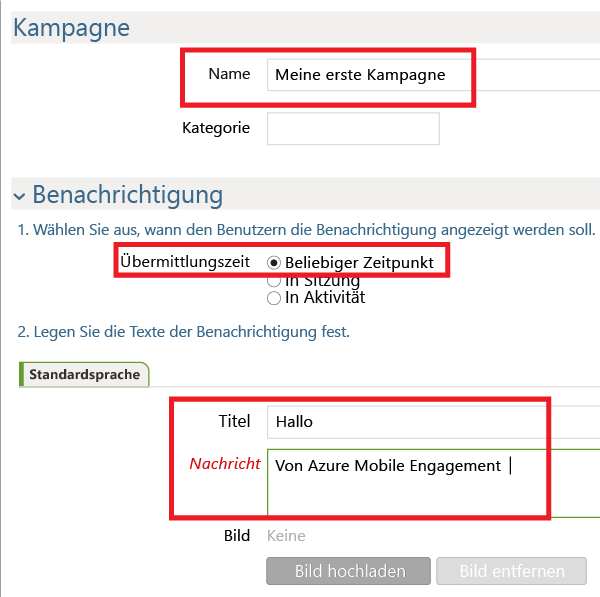 Kampagne
Name Meine erste Kampagne
Kategorie
Benachrichtigung
1. Wählen Sie aus, wann den Benutzern die Benachrichtigung angezeigt werden soll.
Übermittlungszeit Beliebiger Zeitpunkt
In Sitzung
In Aktivität
2. Legen Sie die Texte der Benachrichtigung fest.
Standardsprache
Titel Hallo
Nachricht Von Azure Mobile Engagement
Bild Keine
Bild hochladen Bild entfernen